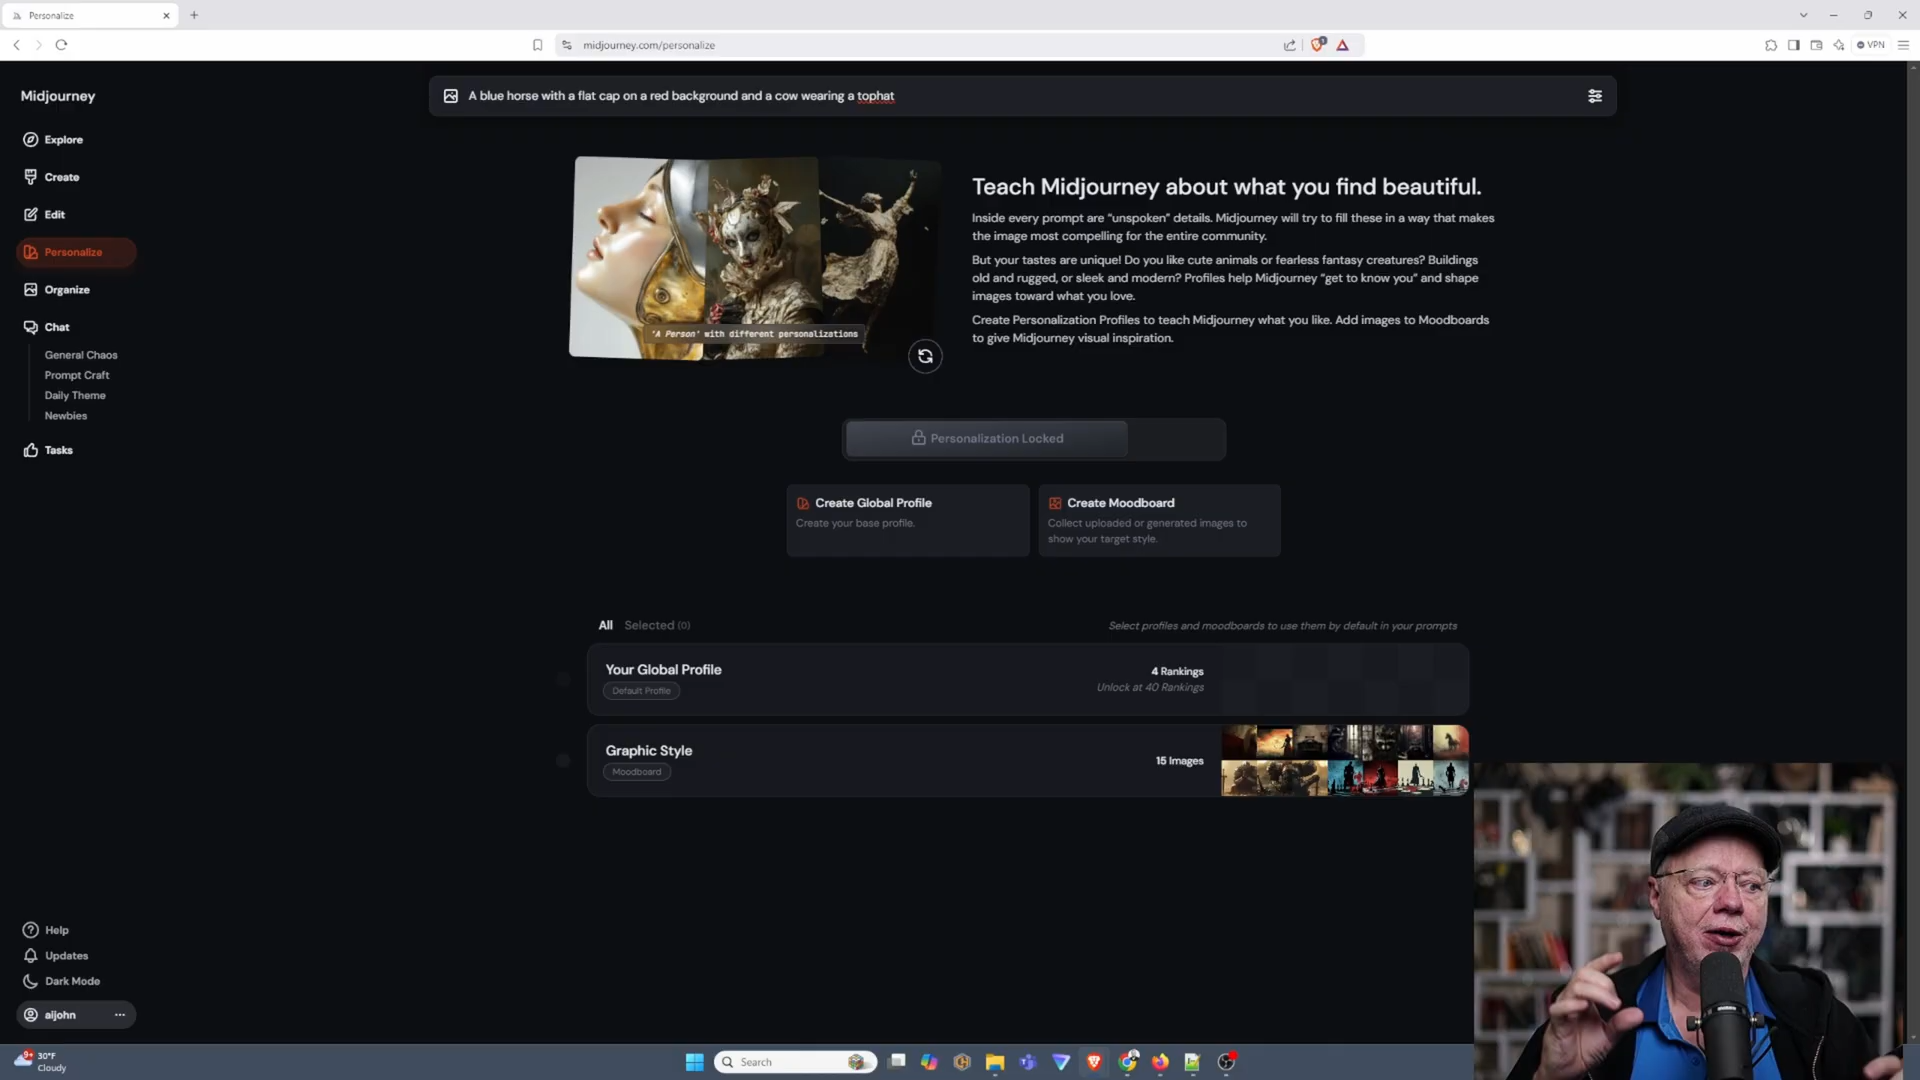 Personalize
midjourney.com/personalize
VPN
Midjourney
A blue horse with a flat cap on a red background and a cow wearing a tophat
Explore
Create
Edit
Personalize
Organize
Chat
General Chaos
Prompt Craft
Daily Theme
Newbies
Tasks
"A Person" with different personalizations
Teach Midjourney about what you find beautiful.
Inside every prompt are "unspoken" details. Midjourney will try to fill these in a way that makes
the image most compelling for the entire community.
But your tastes are unique! Do you like cute animals or fearless fantasy creatures? Buildings
old and rugged, or sleek and modern? Profiles help Midjourney "get to know you" and shape
images toward what you love.
Create Personalization Profiles to teach Midjourney what you like. Add images to Moodboards
to give Midjourney visual inspiration.
Personalization Locked
Create Global Profile
Create your base profile.
Create Moodboard
Collect uploaded or generated images to
show your target style.
All Selected (0)
Select profiles and moodboards to use them by default in your prompts
Your Global Profile
Default Profile
4 Rankings
Unlock at 40 Rankings
Graphic Style
Moodboard
15 Images
Help
Updates
Dark Mode
aijohn
30°F
Cloudy
Search